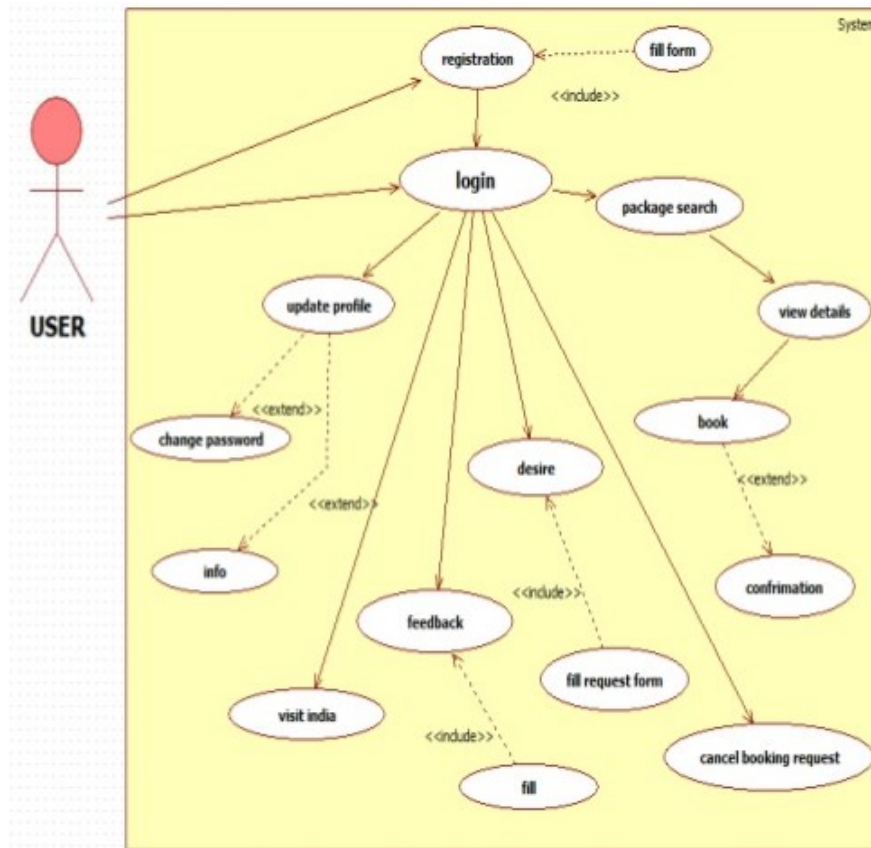 System
registration
fill form
<<include>>
login
package search
USER
update profile
view details
<<extend>>
change password
book
desire
<<extend>>
<<extend>>
info
confrimation
<<include>>
feedback
fill request form
visit india
<<include>>
cancel booking request
fill